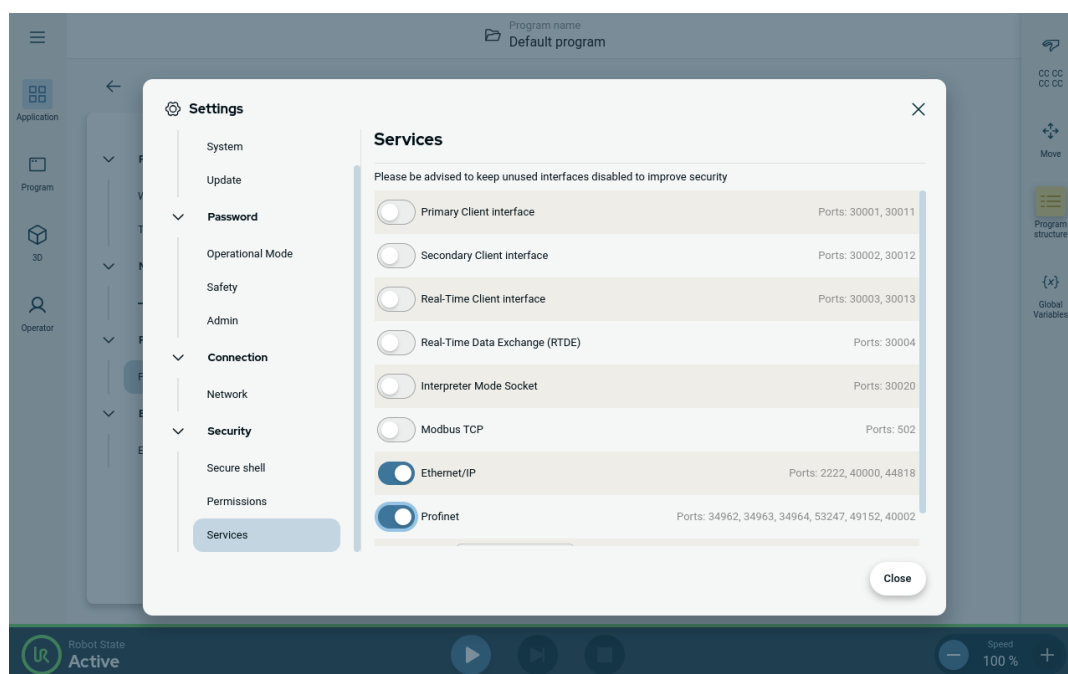 Program name
Default program
Application
Program
3D
Operator
CC CC
CC CC
Move
Program
structure
{x}
Global
Variables
Settings
System
Update
Password
Operational Mode
Safety
Admin
Connection
Network
Security
Secure shell
Permissions
Services
Services
Please be advised to keep unused interfaces disabled to improve security
Primary Client interface Ports: 30001, 30011
Secondary Client interface Ports: 30002, 30012
Real-Time Client interface Ports: 30003, 30013
Real-Time Data Exchange (RTDE) Ports: 30004
Interpreter Mode Socket Ports: 30020
Modbus TCP Ports: 502
Ethernet/IP Ports: 2222, 40000, 44818
Profinet Ports: 34962, 34963, 34964, 53247, 49152, 40002
Close
Robot State
Active
Speed
100 %